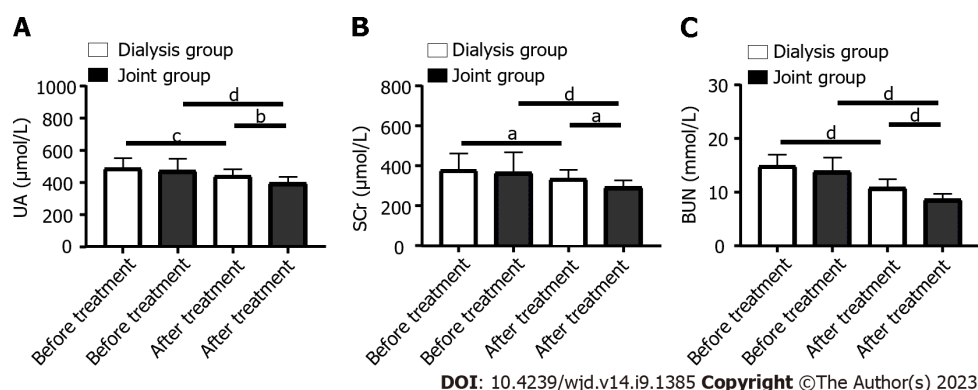 A
Dialysis group
Joint group
UA (μmol/L)
1000
800
600
400
200
0
d
b
c
Before treatment
Before treatment
After treatment
After treatment
B
Dialysis group
Joint group
SCr (μmol/L)
800
600
400
200
0
d
a
a
Before treatment
Before treatment
After treatment
After treatment
C
Dialysis group
Joint group
BUN (mmol/L)
30
20
10
0
d
d
d
Before treatment
Before treatment
After treatment
After treatment
DOI: 10.4239/wjd.v14.i9.1385 Copyright ©The Author(s) 2023